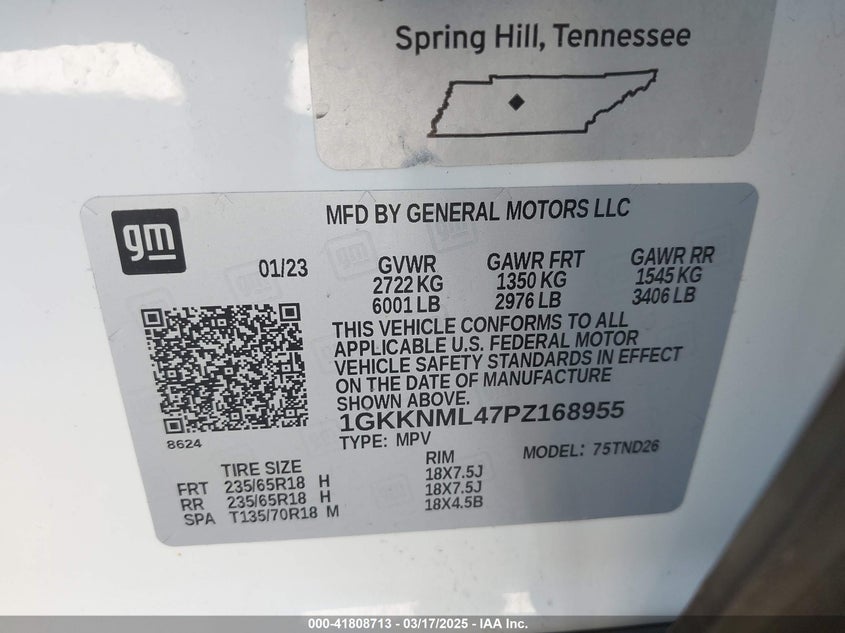 Spring Hill, Tennessee
gm
MFD BY GENERAL MOTORS LLC
01/23
GVWR
2722 KG
6001 LB
GAWR FRT
1350 KG
2976 LB
GAWR RR
1545 KG
3406 LB
THIS VEHICLE CONFORMS TO ALL
APPLICABLE U.S. FEDERAL MOTOR
VEHICLE SAFETY STANDARDS IN EFFECT
ON THE DATE OF MANUFACTURE
SHOWN ABOVE.
1GKKNML47PZ168955
TYPE: MPV
MODEL: 75TND26
8624
TIRE SIZE
RIM
FRT 235/65R18 H 18X7.5J
RR 235/65R18 H 18X7.5J
SPA T135/70R18 M 18X4.5B
000-41808713 - 03/17/2025 - IAA Inc.